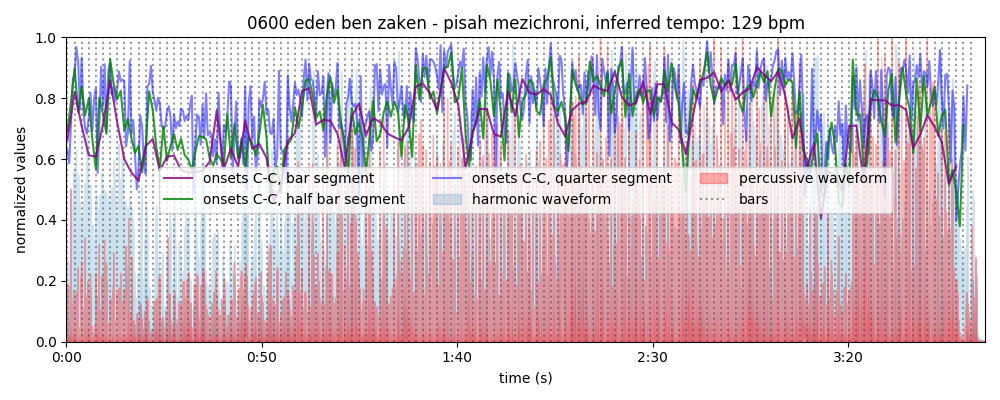 0600 eden ben zaken - pisah mezichroni, inferred tempo: 129 bpm
normalized values
1.0
0.8
0.6
0.4
0.2
0.0
onsets C-C, bar segment
onsets C-C, half bar segment
onsets C-C, quarter segment
harmonic waveform
percussive waveform
bars
0:00 0:50 1:40 2:30 3:20
time (s)